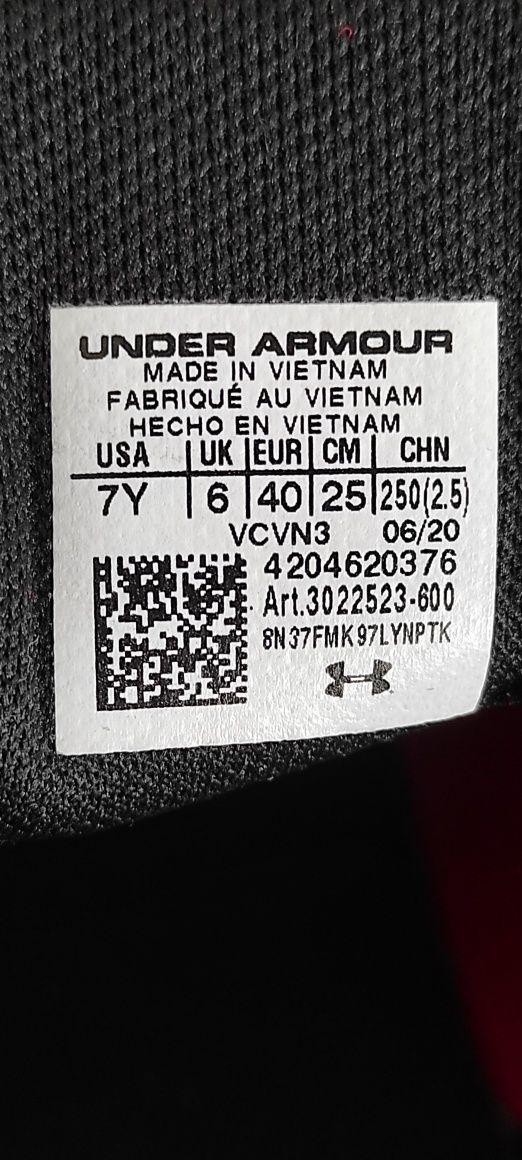 UNDER ARMOUR
MADE IN VIETNAM
FABRIQUÉ AU VIETNAM
HECHO EN VIETNAM
USA UK EUR CM CHN
7Y 6 40 25 250(2.5)
VCVN3 06/20
4204620376
Art.3022523-600
8N37FMK97LYNPTK